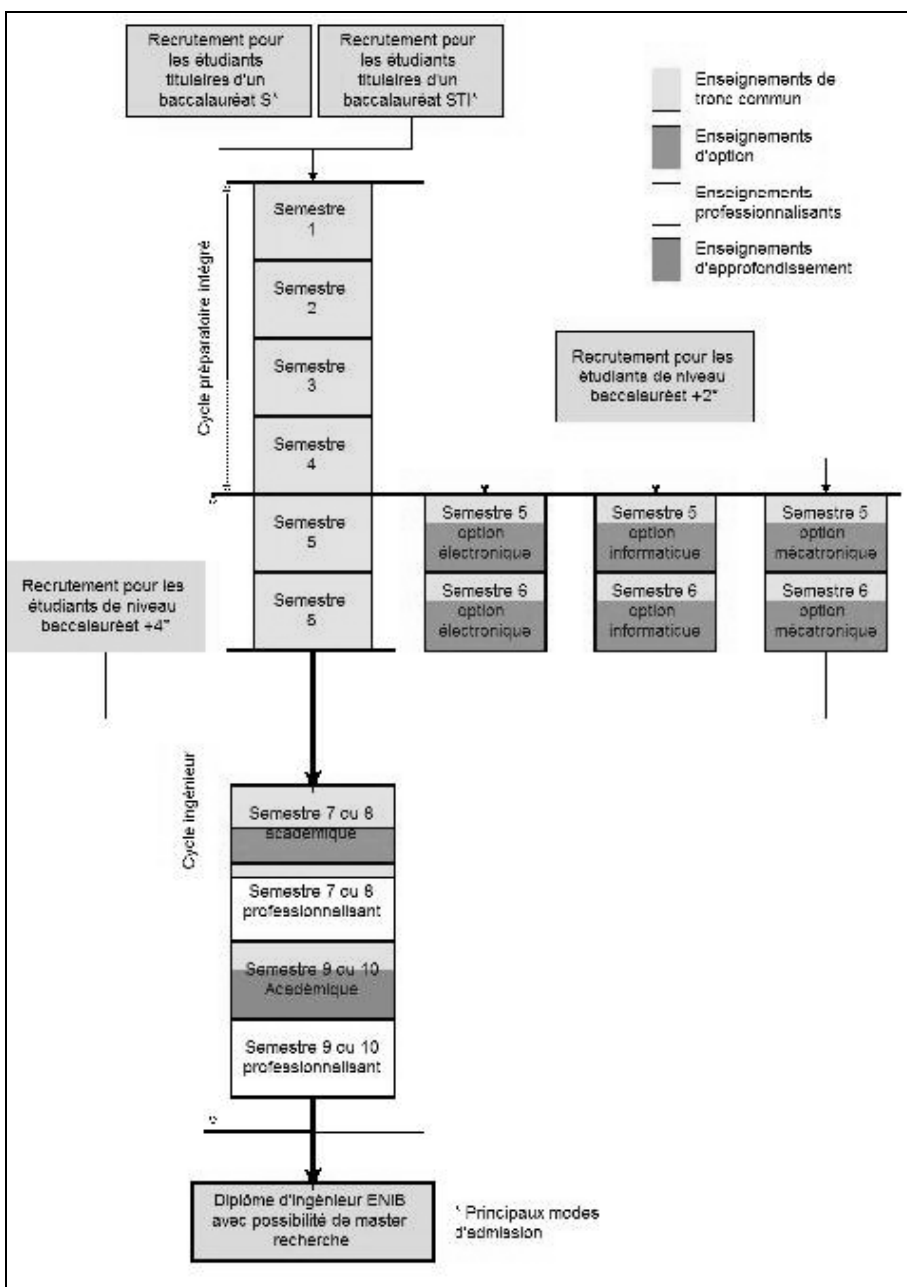 Recrutement pour
les étudiants
titulaires d'un
baccalauréat S*
Recrutement pour
les étudiants
titulaires d'un
baccalauréat STI*
Enseignements de
tronc commun
Enseignements
d'option
Enseignements
professionnalisants
Enseignements
d'approfondissement
Cycle préparatoire intégré
Semestre
1
Semestre
2
Semestre
3
Semestre
4
Recrutement pour les
étudiants de niveau
baccalauréat +2*
Semestre
5
Semestre
6
Semestre 5
option
électronique
Semestre 6
option
électronique
Semestre 5
option
informatique
Semestre 6
option
informatique
Semestre 5
option
mécatronique
Semestre 6
option
mécatronique
Recrutement pour les
étudiants de niveau
baccalauréat +4*
Cycle ingénieur
Semestre 7 ou 8
académique
Semestre 7 ou 8
professionnalisant
Semestre 9 ou 10
Académique
Semestre 9 ou 10
professionnalisant
Diplôme d'ingénieur ENIB
avec possibilité de master
recherche
* Principaux modes
d'admission